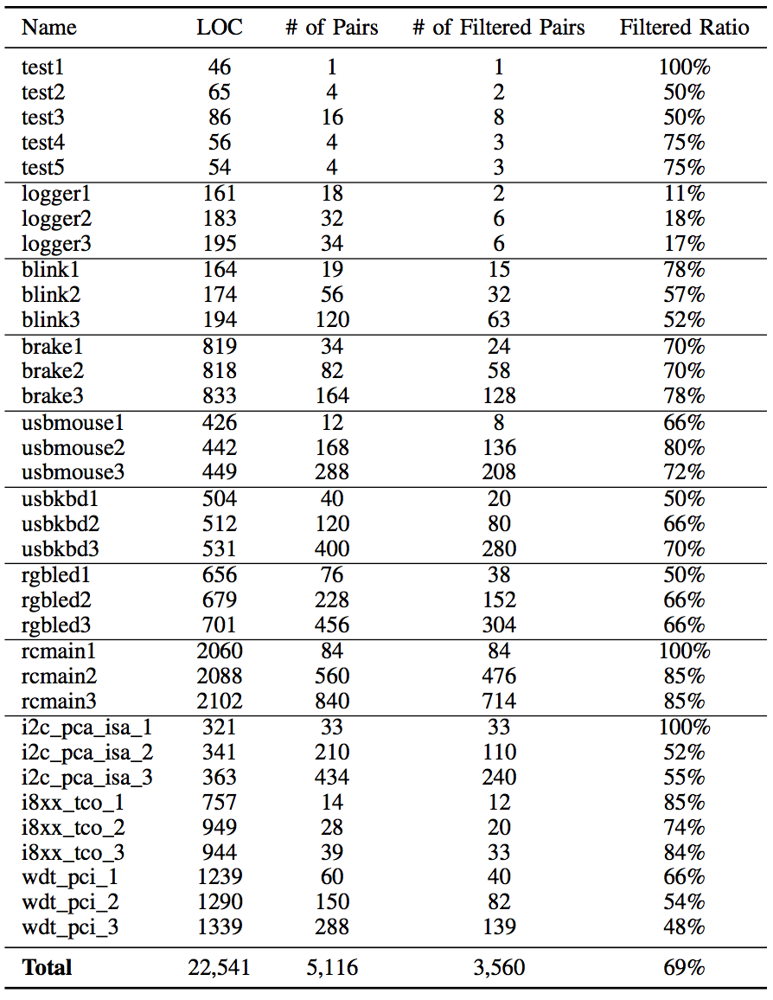 Name LOC # of Pairs # of Filtered Pairs Filtered Ratio
test1 46 1 1 100%
test2 65 4 2 50%
test3 86 16 8 50%
test4 56 4 3 75%
test5 54 4 3 75%
logger1 161 18 2 11%
logger2 183 32 6 18%
logger3 195 34 6 17%
blink1 164 19 15 78%
blink2 174 56 32 57%
blink3 194 120 63 52%
brake1 819 34 24 70%
brake2 818 82 58 70%
brake3 833 164 128 78%
usbmouse1 426 12 8 66%
usbmouse2 442 168 136 80%
usbmouse3 449 288 208 72%
usbkbd1 504 40 20 50%
usbkbd2 512 120 80 66%
usbkbd3 531 400 280 70%
rgbled1 656 76 38 50%
rgbled2 679 228 152 66%
rgbled3 701 456 304 66%
rcmain1 2060 84 84 100%
rcmain2 2088 560 476 85%
rcmain3 2102 840 714 85%
i2c_pca_isa_1 321 33 33 100%
i2c_pca_isa_2 341 210 110 52%
i2c_pca_isa_3 363 434 240 55%
i8xx_tco_1 757 14 12 85%
i8xx_tco_2 949 28 20 74%
i8xx_tco_3 944 39 33 84%
wdt_pci_1 1239 60 40 66%
wdt_pci_2 1290 150 82 54%
wdt_pci_3 1339 288 139 48%
Total 22,541 5,116 3,560 69%